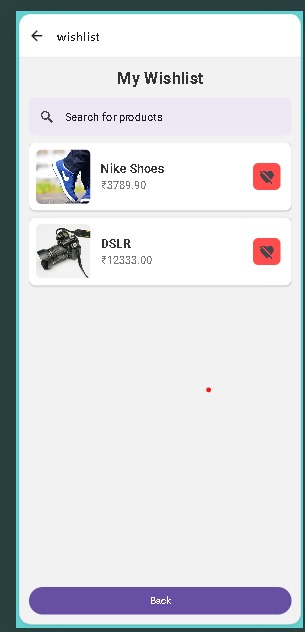 wishlist
My Wishlist
Search for products
Nike Shoes
₹3789.90
DSLR
₹12333.00
Back